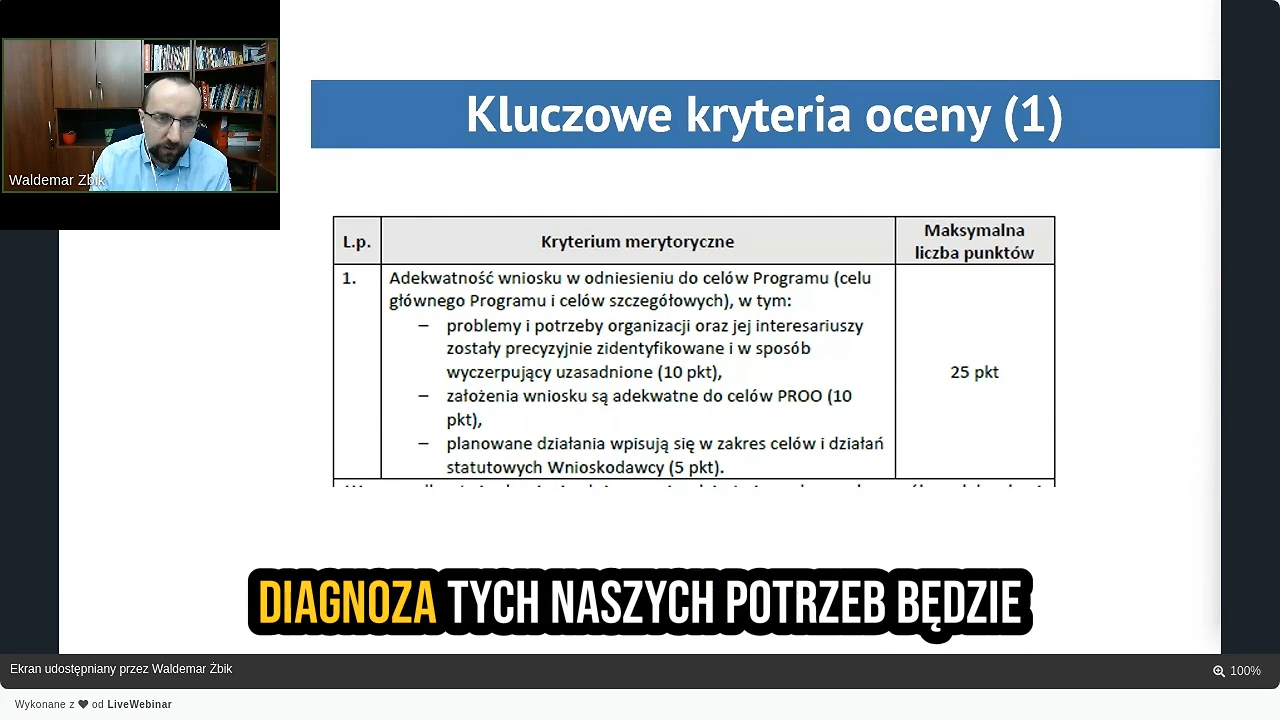 Waldemar Żbik
Kluczowe kryteria oceny (1)
L.p.
Kryterium merytoryczne
Maksymalna
liczba punktów
1.
Adekwatność wniosku w odniesieniu do celów Programu (celu
głównego Programu i celów szczegółowych), w tym:
– problemy i potrzeby organizacji oraz jej interesariuszy
zostały precyzyjnie zidentyfikowane i w sposób
wyczerpujący uzasadnione (10 pkt),
– założenia wniosku są adekwatne do celów PROO (10
pkt),
– planowane działania wpisują się w zakres celów i działań
statutowych Wnioskodawcy (5 pkt).
25 pkt
DIAGNOZA TYCH NASZYCH POTRZEB BĘDZIE
Ekran udostępniany przez Waldemar Żbik
100%
Wykonane z ❤ od LiveWebinar